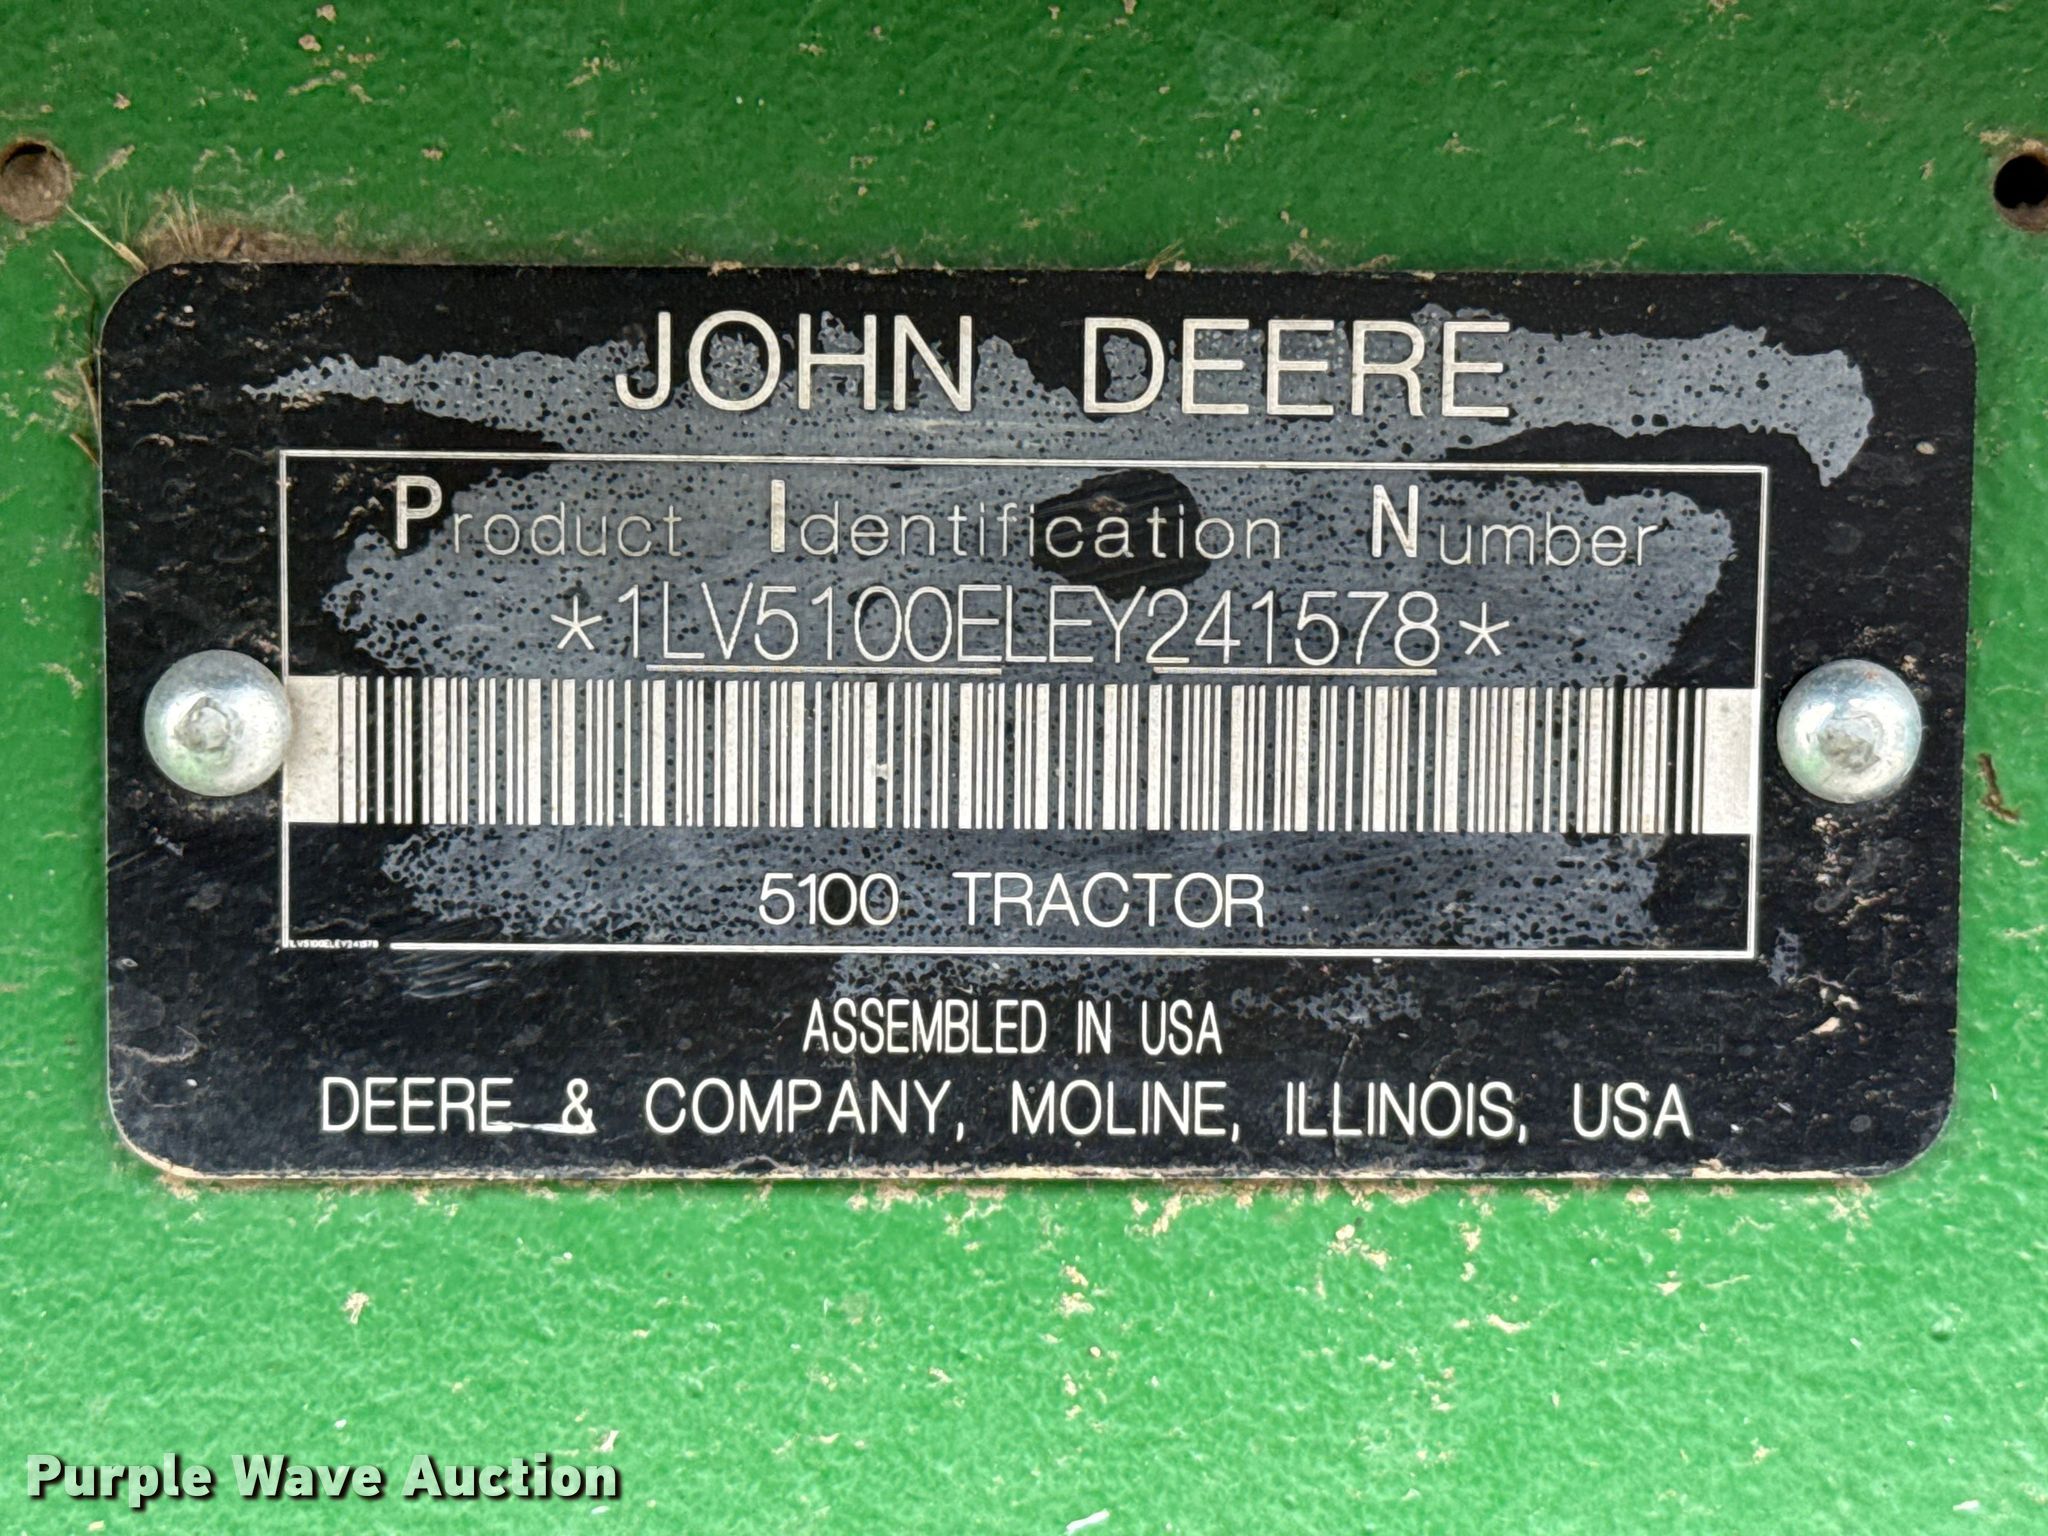 JOHN DEERE
Product Identification Number
*1LV5100ELEY241578*
5100 TRACTOR
1LV5100ELEY241578
ASSEMBLED IN USA
DEERE & COMPANY, MOLINE, ILLINOIS, USA
Purple Wave Auction